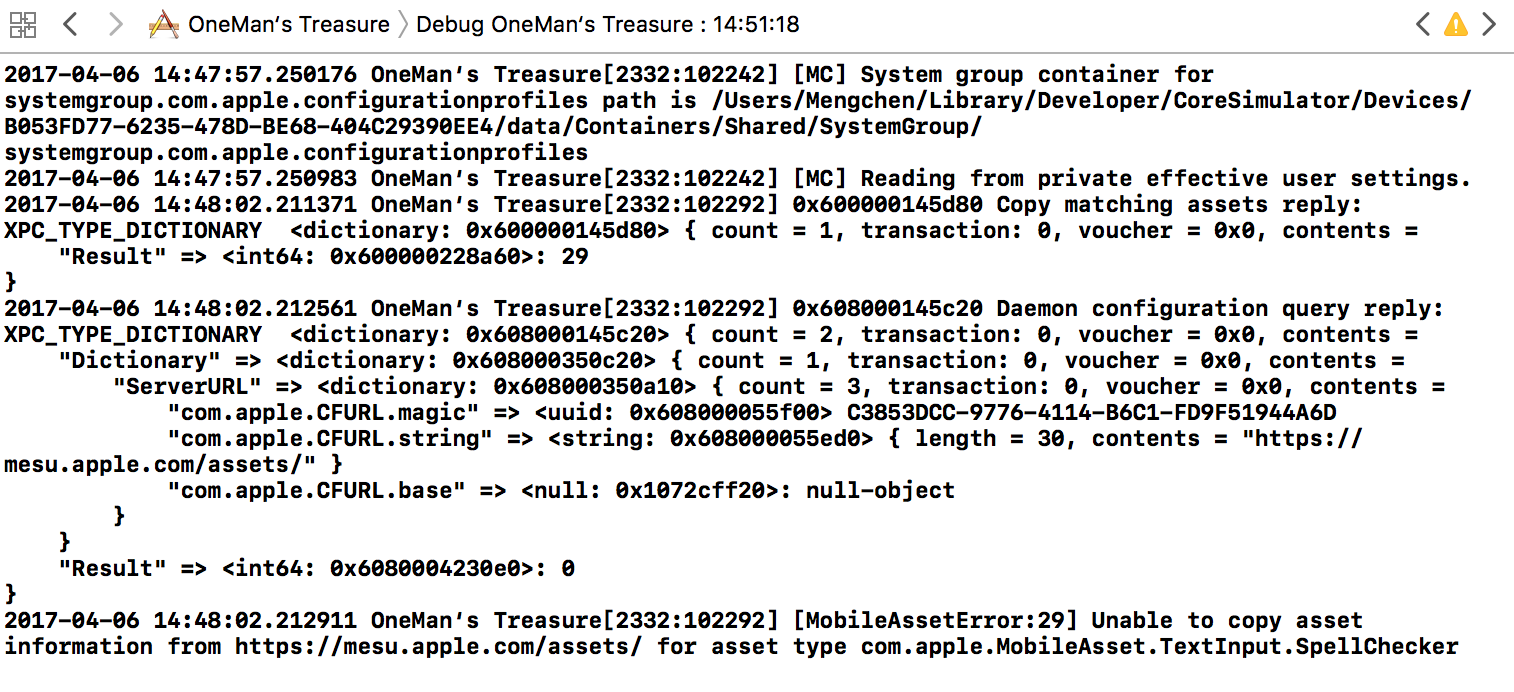 OneMan‘s Treasure 〉 Debug OneMan‘s Treasure : 14:51:18
2017-04-06 14:47:57.250176 OneMan‘s Treasure[2332:102242] [MC] System group container for
systemgroup.com.apple.configurationprofiles path is /Users/Mengchen/Library/Developer/CoreSimulator/Devices/
B053FD77-6235-478D-BE68-404C29390EE4/data/Containers/Shared/SystemGroup/
systemgroup.com.apple.configurationprofiles
2017-04-06 14:47:57.250983 OneMan‘s Treasure[2332:102242] [MC] Reading from private effective user settings.
2017-04-06 14:48:02.211371 OneMan‘s Treasure[2332:102292] 0x600000145d80 Copy matching assets reply:
XPC_TYPE_DICTIONARY  <dictionary: 0x600000145d80> { count = 1, transaction: 0, voucher = 0x0, contents =
    "Result" => <int64: 0x600000228a60>: 29
}
2017-04-06 14:48:02.212561 OneMan‘s Treasure[2332:102292] 0x608000145c20 Daemon configuration query reply:
XPC_TYPE_DICTIONARY  <dictionary: 0x608000145c20> { count = 2, transaction: 0, voucher = 0x0, contents =
    "Dictionary" => <dictionary: 0x608000350c20> { count = 1, transaction: 0, voucher = 0x0, contents =
        "ServerURL" => <dictionary: 0x608000350a10> { count = 3, transaction: 0, voucher = 0x0, contents =
            "com.apple.CFURL.magic" => <uuid: 0x608000055f00> C3853DCC-9776-4114-B6C1-FD9F51944A6D
            "com.apple.CFURL.string" => <string: 0x608000055ed0> { length = 30, contents = "https://
mesu.apple.com/assets/" }
            "com.apple.CFURL.base" => <null: 0x1072cff20>: null-object
        }
    }
    "Result" => <int64: 0x6080004230e0>: 0
}
2017-04-06 14:48:02.212911 OneMan‘s Treasure[2332:102292] [MobileAssetError:29] Unable to copy asset
information from https://mesu.apple.com/assets/ for asset type com.apple.MobileAsset.TextInput.SpellChecker